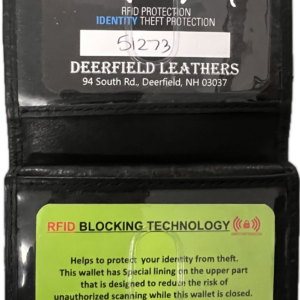 RFID PROTECTION
IDENTITY THEFT PROTECTION
51273
DEERFIELD LEATHERS
94 South Rd., Deerfield, NH 03037
RFID BLOCKING TECHNOLOGY
Helps to protect your identity from theft.
This wallet has Special lining on the upper part
that is designed to reduce the risk of
unauthorized scanning while this wallet is closed.